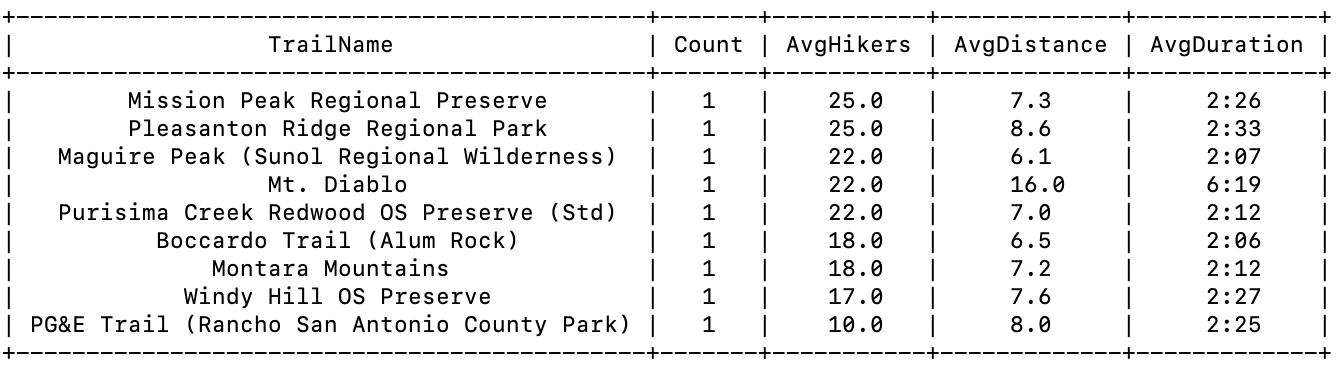 +---------------------------------------------+-------+------------+-------------+-------------+
|                  TrailName                  | Count | AvgHikers | AvgDistance | AvgDuration |
+---------------------------------------------+-------+------------+-------------+-------------+
|        Mission Peak Regional Preserve       |   1   |    25.0   |     7.3     |     2:26    |
|        Pleasanton Ridge Regional Park       |   1   |    25.0   |     8.6     |     2:33    |
|   Maguire Peak (Sunol Regional Wilderness)  |   1   |    22.0   |     6.1     |     2:07    |
|                  Mt. Diablo                 |   1   |    22.0   |     16.0    |     6:19    |
|   Purisima Creek Redwood OS Preserve (Std)  |   1   |    22.0   |     7.0     |     2:12    |
|          Boccardo Trail (Alum Rock)         |   1   |    18.0   |     6.5     |     2:06    |
|              Montara Mountains              |   1   |    18.0   |     7.2     |     2:12    |
|            Windy Hill OS Preserve           |   1   |    17.0   |     7.6     |     2:27    |
| PG&E Trail (Rancho San Antonio County Park) |   1   |    10.0   |     8.0     |     2:25    |
+---------------------------------------------+-------+------------+-------------+-------------+